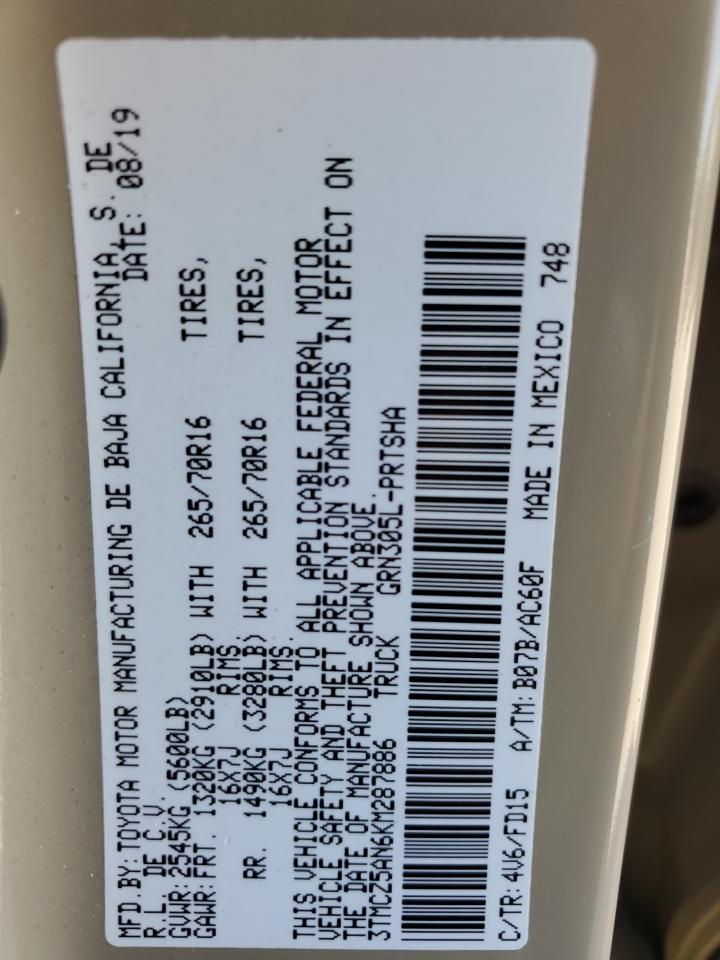 MFD.BY:TOYOTA MOTOR MANUFACTURING DE BAJA CALIFORNIA, S. DE
R.L. DE C.V. DATE: 08/19
GVWR:2545KG (5600LB)
GAWR:FRT. 1320KG (2910LB) WITH 265/70R16 TIRES,
16X7J RIMS
RR. 1490KG (3280LB) WITH 265/70R16 TIRES,
16X7J RIMS.
THIS VEHICLE CONFORMS TO ALL APPLICABLE FEDERAL MOTOR
VEHICLE SAFETY AND THEFT PREVENTION STANDARDS IN EFFECT ON
THE DATE OF MANUFACTURE SHOWN ABOVE.
3TMCZ5AN6KM287886 TRUCK GRN305L-PRTSHA
C/TR:4V6/FD15 A/TM:B07B/AC60F MADE IN MEXICO 748